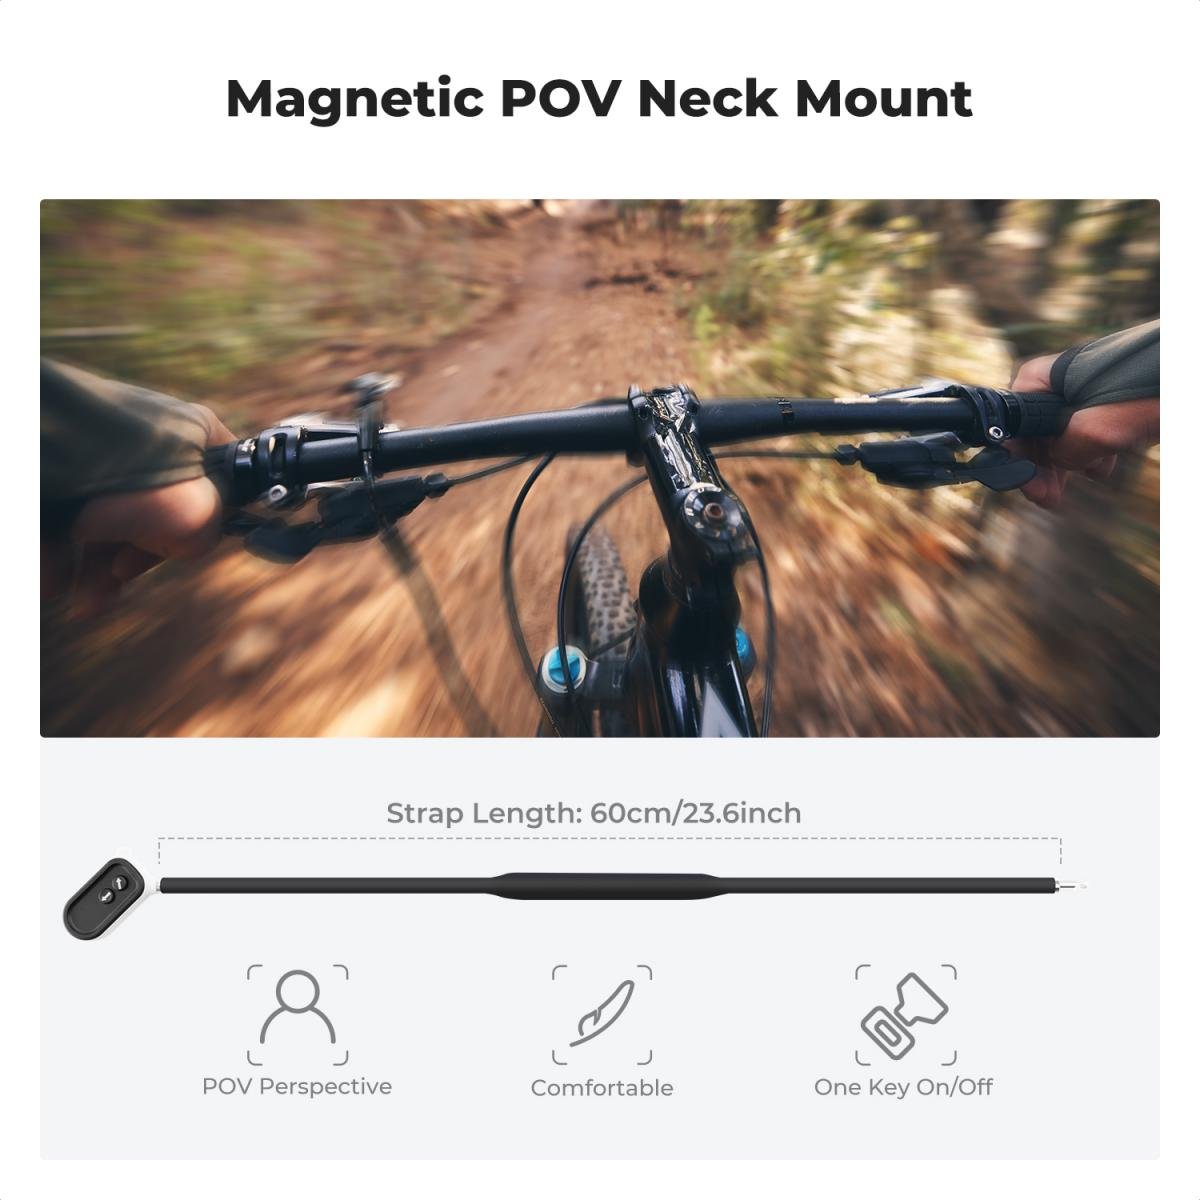 Magnetic POV Neck Mount
Strap Length: 60cm/23.6inch
POV Perspective
Comfortable
One Key On/Off